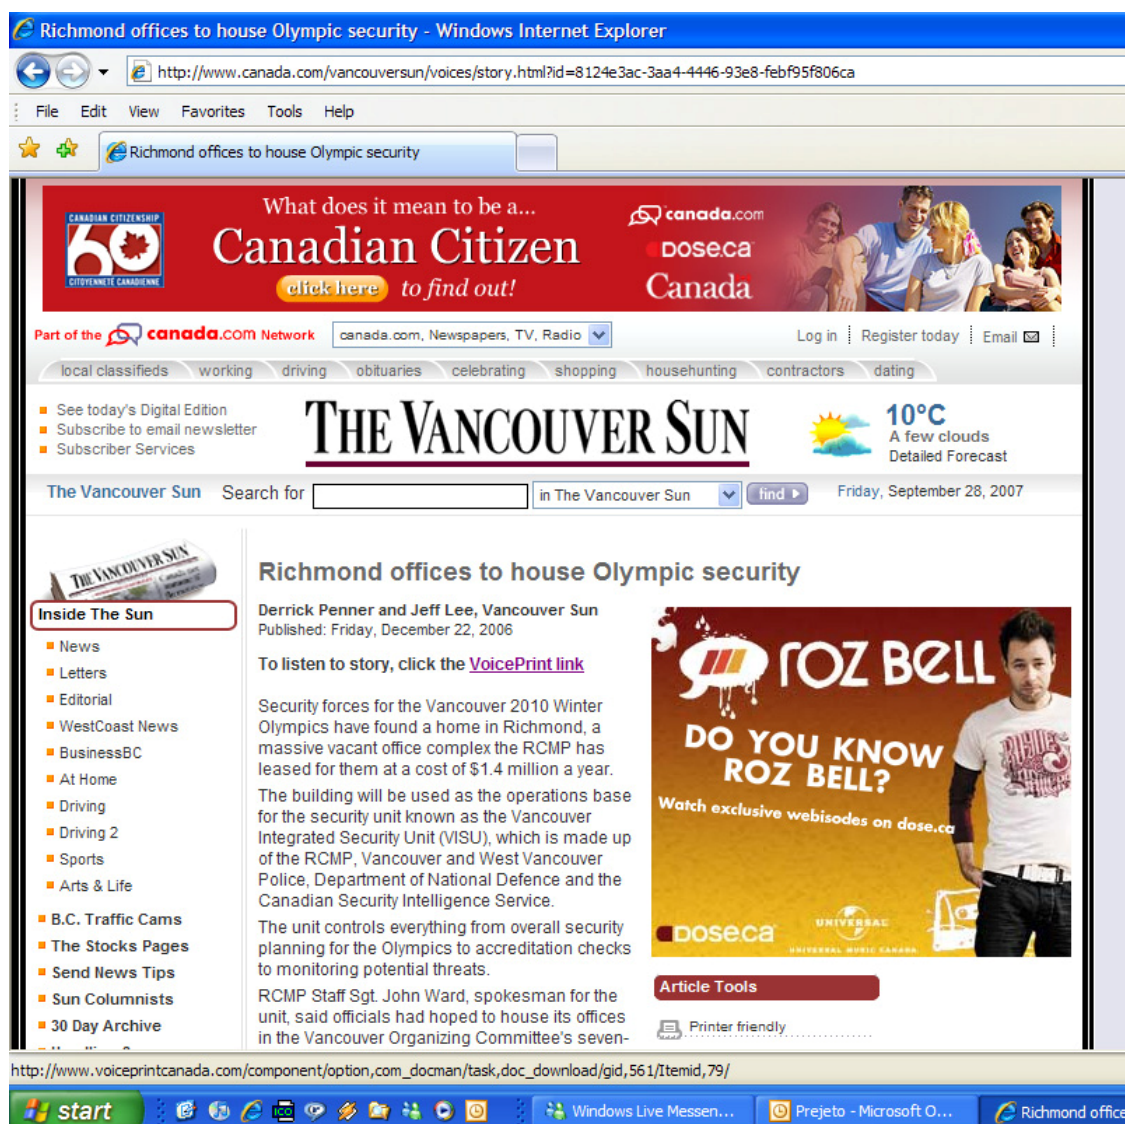 Richmond offices to house Olympic security - Windows Internet Explorer
http://www.canada.com/vancouversun/voices/story.html?id=8124e3ac-3aa4-4446-93e8-febf95f806ca
File Edit View Favorites Tools Help
Richmond offices to house Olympic security
CANADIAN CITIZENSHIP
60
CITOYENNETÉ CANADIENNE
What does it mean to be a...
Canadian Citizen
click here to find out!
canada.com
DOSE.ca
Canada
Part of the canada.com Network
canada.com, Newspapers, TV, Radio
Log in Register today Email
local classifieds working driving obituaries celebrating shopping househunting contractors dating
See today's Digital Edition
Subscribe to email newsletter
Subscriber Services
THE VANCOUVER SUN
10°C
A few clouds
Detailed Forecast
The Vancouver Sun Search for in The Vancouver Sun find Friday, September 28, 2007
THE VANCOUVER SUN
Inside The Sun
News
Letters
Editorial
WestCoast News
BusinessBC
At Home
Driving
Driving 2
Sports
Arts & Life
B.C. Traffic Cams
The Stocks Pages
Send News Tips
Sun Columnists
30 Day Archive
Richmond offices to house Olympic security
Derrick Penner and Jeff Lee, Vancouver Sun
Published: Friday, December 22, 2006
To listen to story, click the VoicePrint link
Security forces for the Vancouver 2010 Winter
Olympics have found a home in Richmond, a
massive vacant office complex the RCMP has
leased for them at a cost of $1.4 million a year.
The building will be used as the operations base
for the security unit known as the Vancouver
Integrated Security Unit (VISU), which is made up
of the RCMP, Vancouver and West Vancouver
Police, Department of National Defence and the
Canadian Security Intelligence Service.
The unit controls everything from overall security
planning for the Olympics to accreditation checks
to monitoring potential threats.
RCMP Staff Sgt. John Ward, spokesman for the
unit, said officials had hoped to house its offices
in the Vancouver Organizing Committee's seven-
ROZ BELL
DO YOU KNOW
ROZ BELL?
Watch exclusive webisodes on dose.ca
DOSE.ca
UNIVERSAL
UNIVERSAL MUSIC CANADA
Article Tools
Printer friendly
http://www.voiceprintcanada.com/component/option,com_docman/task,doc_download/gid,561/Itemid,79/
start
ICO
Windows Live Messen...
Prejeto - Microsoft O...
Richmond office